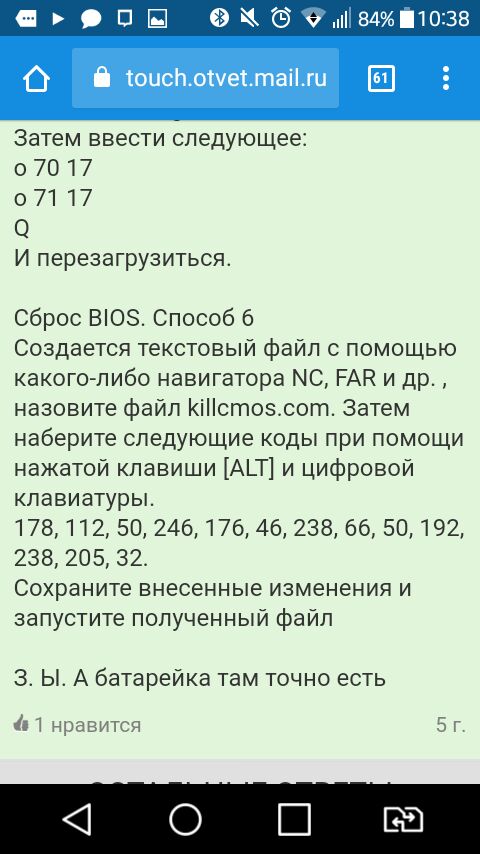 84% 10:38
touch.otvet.mail.ru
61
Затем ввести следующее:
o 70 17
o 71 17
Q
И перезагрузиться.
Сброс BIOS. Способ 6
Создается текстовый файл с помощью
какого-либо навигатора NC, FAR и др. ,
назовите файл killcmos.com. Затем
наберите следующие коды при помощи
нажатой клавиши [ALT] и цифровой
клавиатуры.
178, 112, 50, 246, 176, 46, 238, 66, 50, 192,
238, 205, 32.
Сохраните внесенные изменения и
запустите полученный файл
З. Ы. А батарейка там точно есть
1 нравится 5 г.
ОСТАЛЬНЫЕ ОТВЕТЫ